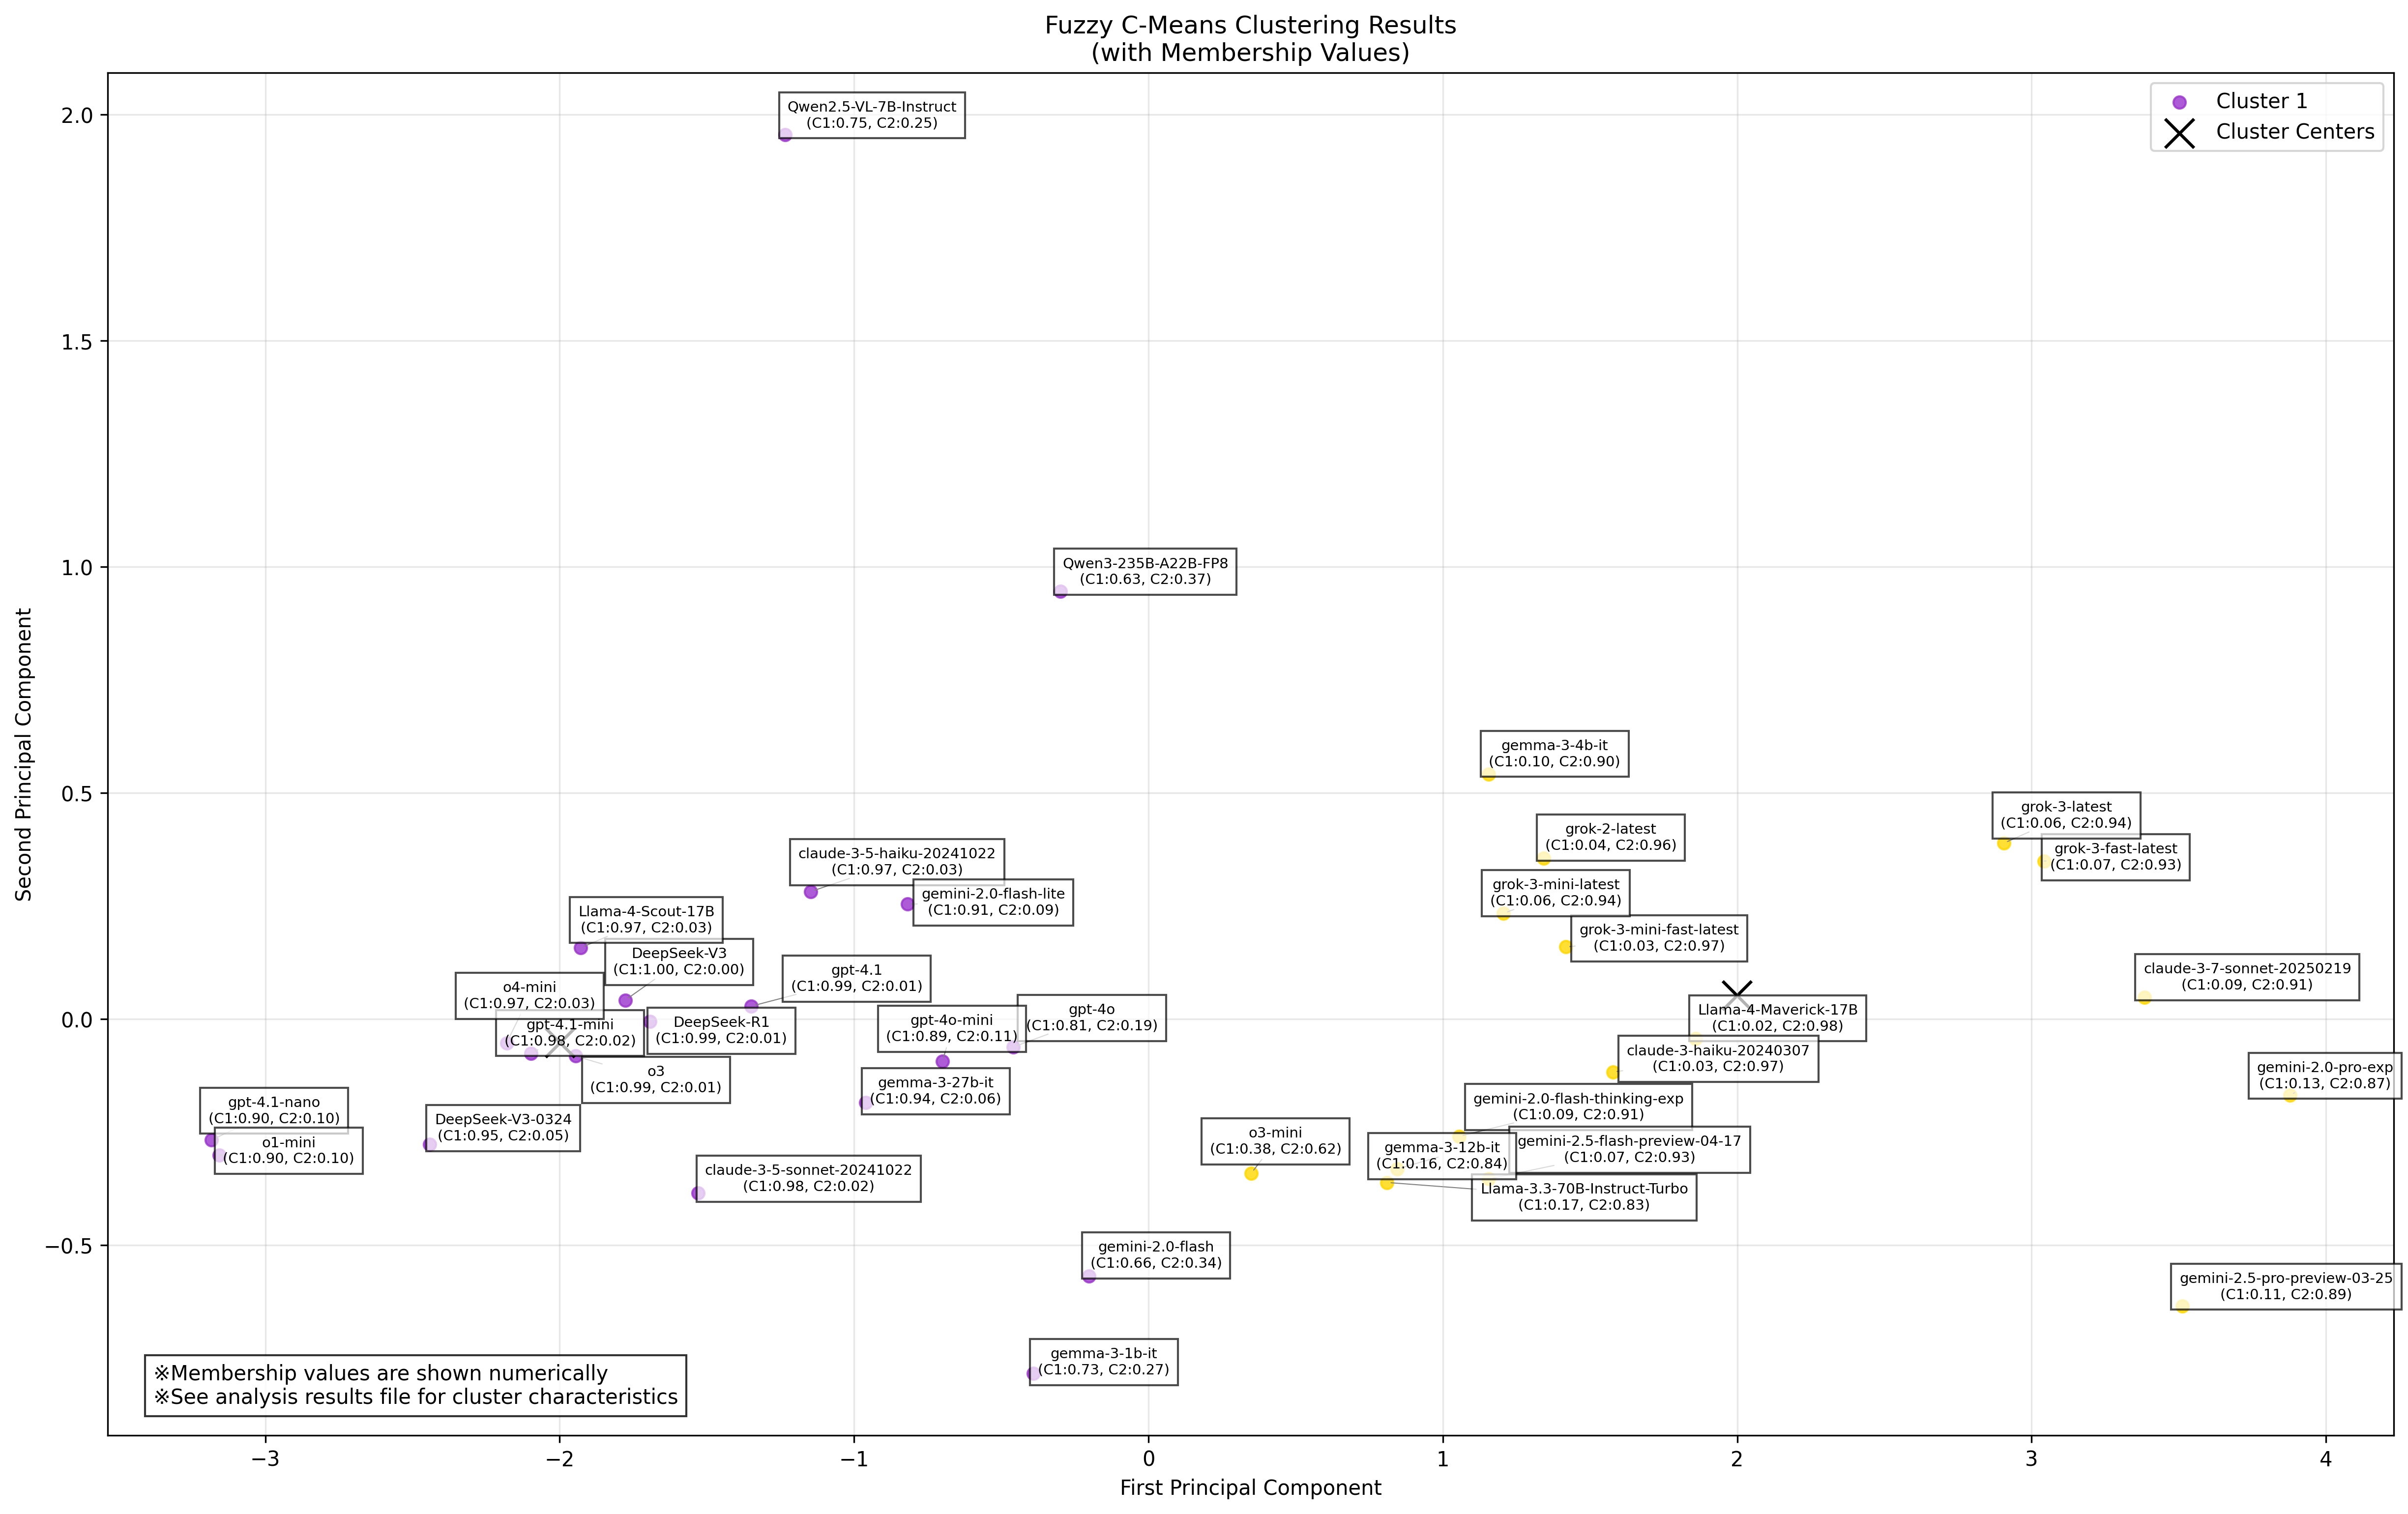 Fuzzy C-Means Clustering Results
(with Membership Values)
Cluster 1
Cluster Centers
Second Principal Component
2.0
1.5
1.0
0.5
0.0
−0.5
Qwen2.5-VL-7B-Instruct
(C1:0.75, C2:0.25)
Qwen3-235B-A22B-FP8
(C1:0.63, C2:0.37)
gemma-3-4b-it
(C1:0.10, C2:0.90)
grok-3-latest
(C1:0.06, C2:0.94)
grok-2-latest
(C1:0.04, C2:0.96)
grok-3-fast-latest
(C1:0.07, C2:0.93)
claude-3-5-haiku-20241022
(C1:0.97, C2:0.03)
gemini-2.0-flash-lite
(C1:0.91, C2:0.09)
grok-3-mini-latest
(C1:0.06, C2:0.94)
Llama-4-Scout-17B
(C1:0.97, C2:0.03)
grok-3-mini-fast-latest
(C1:0.03, C2:0.97)
DeepSeek-V3
(C1:1.00, C2:0.00)
gpt-4.1
(C1:0.99, C2:0.01)
claude-3-7-sonnet-20250219
(C1:0.09, C2:0.91)
o4-mini
(C1:0.97, C2:0.03)
gpt-4o
(C1:0.81, C2:0.19)
Llama-4-Maverick-17B
(C1:0.02, C2:0.98)
gpt-4o-mini
(C1:0.89, C2:0.11)
gpt-4.1-mini
(C1:0.98, C2:0.02)
DeepSeek-R1
(C1:0.99, C2:0.01)
claude-3-haiku-20240307
(C1:0.03, C2:0.97)
gemini-2.0-pro-exp
(C1:0.13, C2:0.87)
o3
(C1:0.99, C2:0.01)
gemma-3-27b-it
(C1:0.94, C2:0.06)
gpt-4.1-nano
(C1:0.90, C2:0.10)
gemini-2.0-flash-thinking-exp
(C1:0.09, C2:0.91)
DeepSeek-V3-0324
(C1:0.95, C2:0.05)
o3-mini
(C1:0.38, C2:0.62)
o1-mini
(C1:0.90, C2:0.10)
gemini-2.5-flash-preview-04-17
(C1:0.07, C2:0.93)
gemma-3-12b-it
(C1:0.16, C2:0.84)
claude-3-5-sonnet-20241022
(C1:0.98, C2:0.02)
Llama-3.3-70B-Instruct-Turbo
(C1:0.17, C2:0.83)
gemini-2.0-flash
(C1:0.66, C2:0.34)
gemini-2.5-pro-preview-03-25
(C1:0.11, C2:0.89)
gemma-3-1b-it
(C1:0.73, C2:0.27)
※Membership values are shown numerically
※See analysis results file for cluster characteristics
−3
−2
−1
0
1
2
3
4
First Principal Component